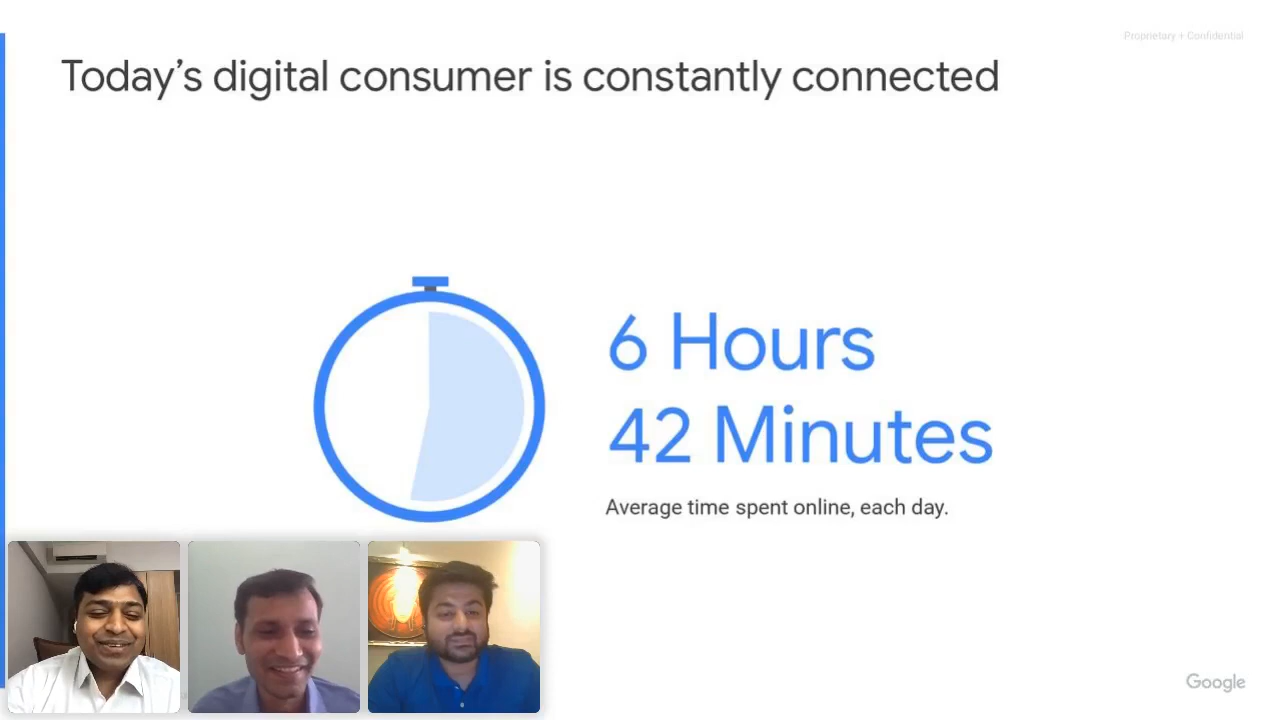 Proprietary + Confidential
Today’s digital consumer is constantly connected
6 Hours
42 Minutes
Average time spent online, each day.
Google